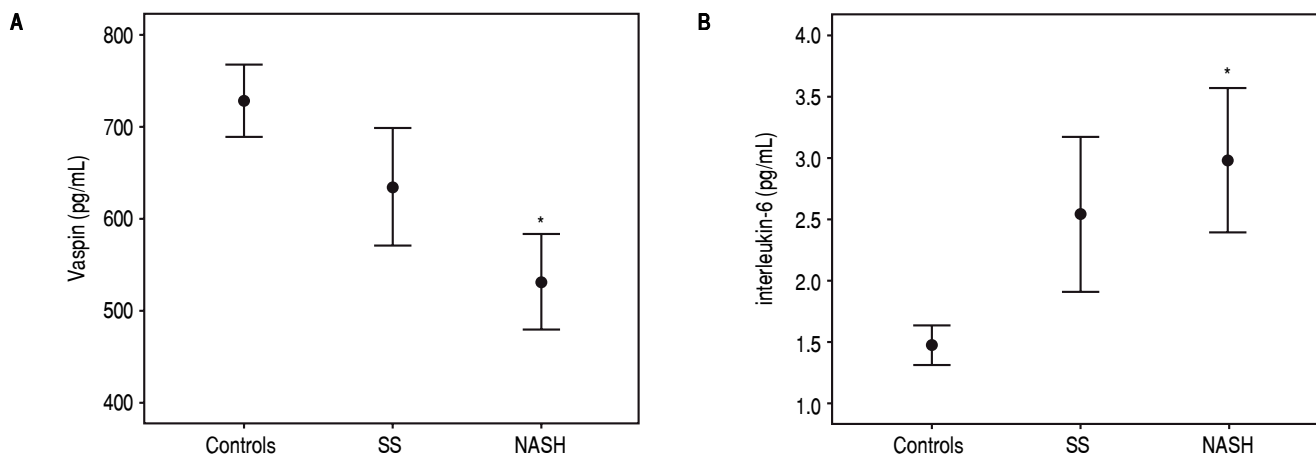 A
Vaspin (pg/mL)
800
700
600
500
400
*
Controls
SS
NASH
B
interleukin-6 (pg/mL)
4.0
3.5
3.0
2.5
2.0
1.5
1.0
*
Controls
SS
NASH